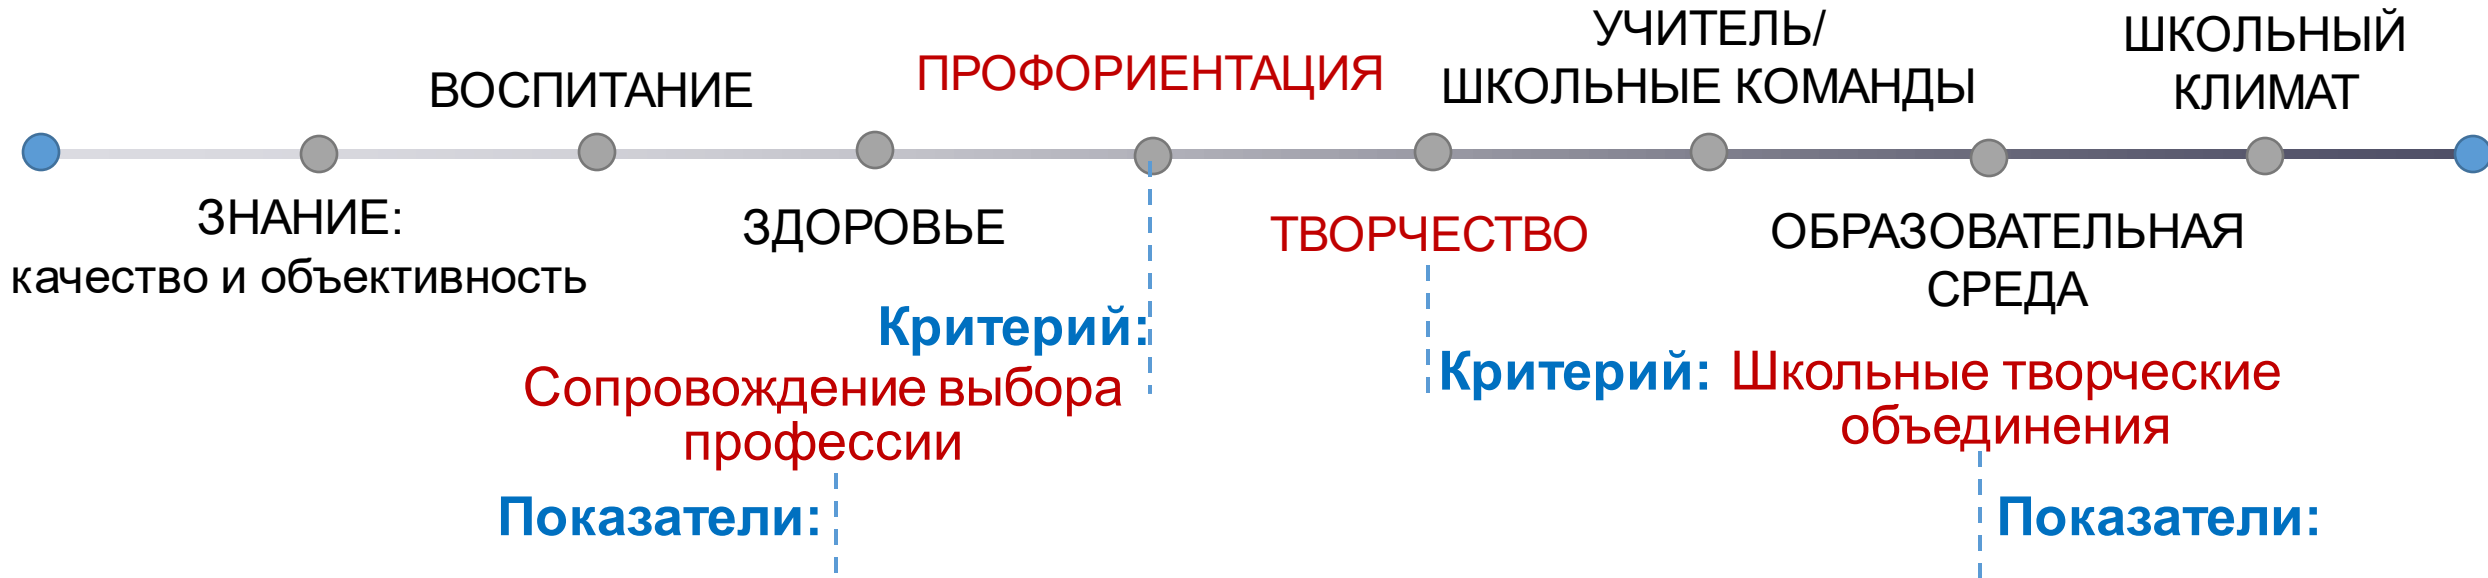 ЗНАНИЕ:
качество и объективность
ВОСПИТАНИЕ
ЗДОРОВЬЕ
ПРОФОРИЕНТАЦИЯ
Критерий:
Сопровождение выбора
профессии
Показатели:
ТВОРЧЕСТВО
Критерий: Школьные творческие
объединения
Показатели:
УЧИТЕЛЬ/
ШКОЛЬНЫЕ КОМАНДЫ
ОБРАЗОВАТЕЛЬНАЯ
СРЕДА
ШКОЛЬНЫЙ
КЛИМАТ